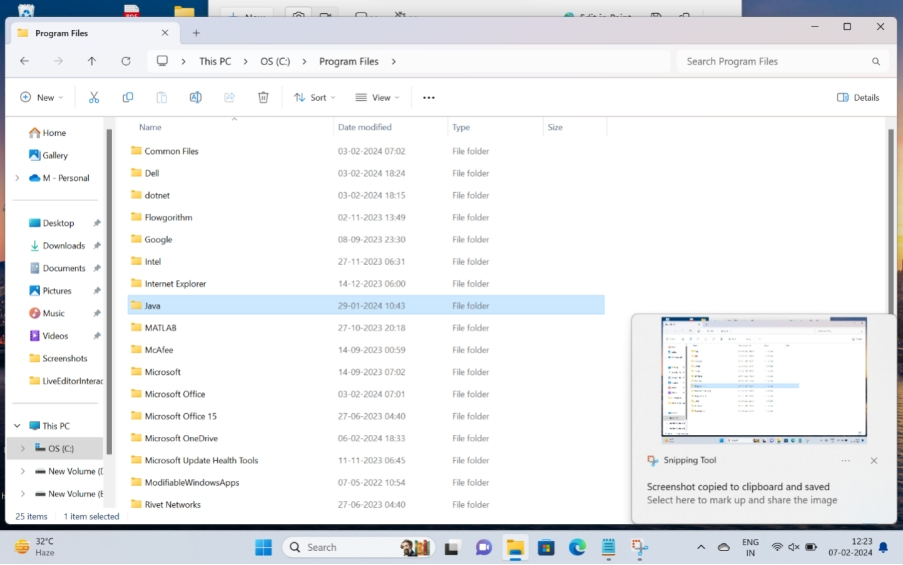 PDF
New
Edit in Paint
Program Files
This PC
OS (C:)
Program Files
Search Program Files
New
Sort
View
Details
Name
Date modified
Type
Size
Home
Gallery
M - Personal
Desktop
Downloads
Documents
Pictures
Music
Videos
Screenshots
LiveEditorInterac
This PC
OS (C:)
New Volume (D
New Volume (E
Common Files 03-02-2024 07:02 File folder
Dell 03-02-2024 18:24 File folder
dotnet 03-02-2024 18:15 File folder
Flowgorithm 02-11-2023 13:49 File folder
Google 08-09-2023 23:30 File folder
Intel 27-11-2023 06:31 File folder
Internet Explorer 14-12-2023 06:00 File folder
Java 29-01-2024 10:43 File folder
MATLAB 27-10-2023 20:18 File folder
McAfee 14-09-2023 00:59 File folder
Microsoft 14-09-2023 07:02 File folder
Microsoft Office 03-02-2024 07:01 File folder
Microsoft Office 15 27-06-2023 04:40 File folder
Microsoft OneDrive 06-02-2024 18:33 File folder
Microsoft Update Health Tools 11-11-2023 06:45 File folder
ModifiableWindowsApps 07-05-2022 10:54 File folder
Rivet Networks 27-06-2023 04:40 File folder
Snipping Tool
Screenshot copied to clipboard and saved
Select here to mark up and share the image
25 items 1 item selected
32°C
Haze
Search
ENG
IN
12:23
07-02-2024